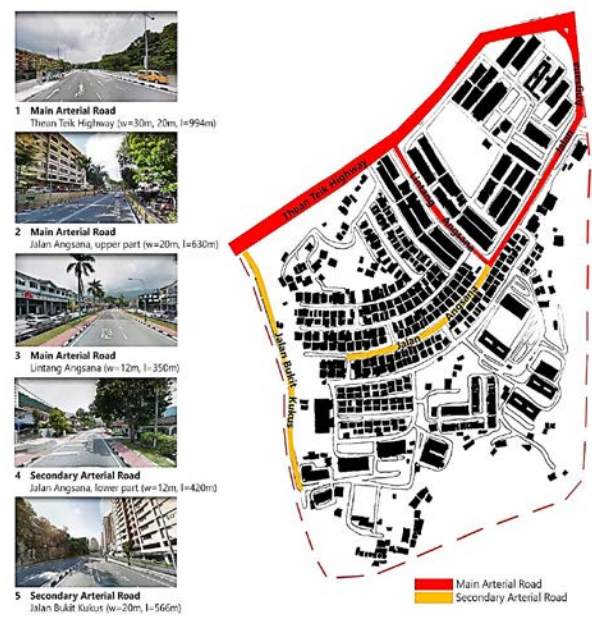 1 Main Arterial Road
Thean Teik Highway (w=30m, 20m, l=994m)
2 Main Arterial Road
Jalan Angsana, upper part (w=20m, l=630m)
3 Main Arterial Road
Lintang Angsana (w=12m, l=350m)
4 Secondary Arterial Road
Jalan Angsana, lower part (w=12m, l=420m)
5 Secondary Arterial Road
Jalan Bukit Kukus (w=20m, l=566m)
Thean Teik Highway
Lintang Angsana
Jalan Angsana
Jalan Angsana
Jalan Bukit Kukus
Main Arterial Road
Secondary Arterial Road